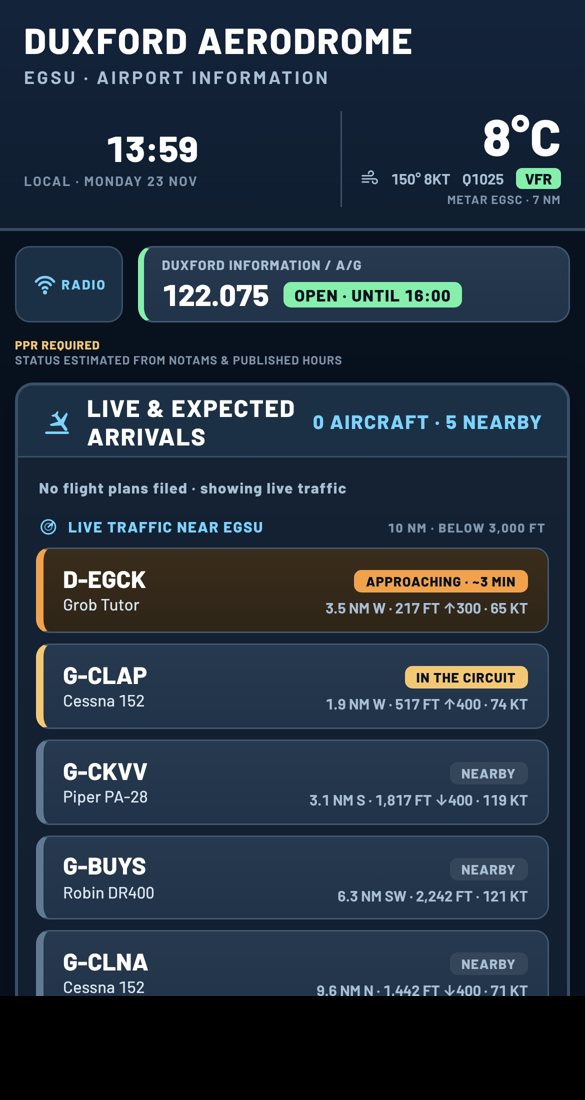 DUXFORD AERODROME
EGSU · AIRPORT INFORMATION
13:59
LOCAL · MONDAY 23 NOV
8°C
150° 8KT Q1025 VFR
METAR EGSC · 7 NM
RADIO
DUXFORD INFORMATION / A/G
122.075 OPEN · UNTIL 16:00
PPR REQUIRED
STATUS ESTIMATED FROM NOTAMS & PUBLISHED HOURS
LIVE & EXPECTED
ARRIVALS
0 AIRCRAFT · 5 NEARBY
No flight plans filed · showing live traffic
LIVE TRAFFIC NEAR EGSU 10 NM · BELOW 3,000 FT
D-EGCK APPROACHING · ~3 MIN
Grob Tutor 3.5 NM W · 217 FT ↑300 · 65 KT
G-CLAP IN THE CIRCUIT
Cessna 152 1.9 NM W · 517 FT ↑400 · 74 KT
G-CKVV NEARBY
Piper PA-28 3.1 NM S · 1,817 FT ↓400 · 119 KT
G-BUYS NEARBY
Robin DR400 6.3 NM SW · 2,242 FT · 121 KT
G-CLNA NEARBY
Cessna 152 9.6 NM N · 1,442 FT ↓400 · 71 KT